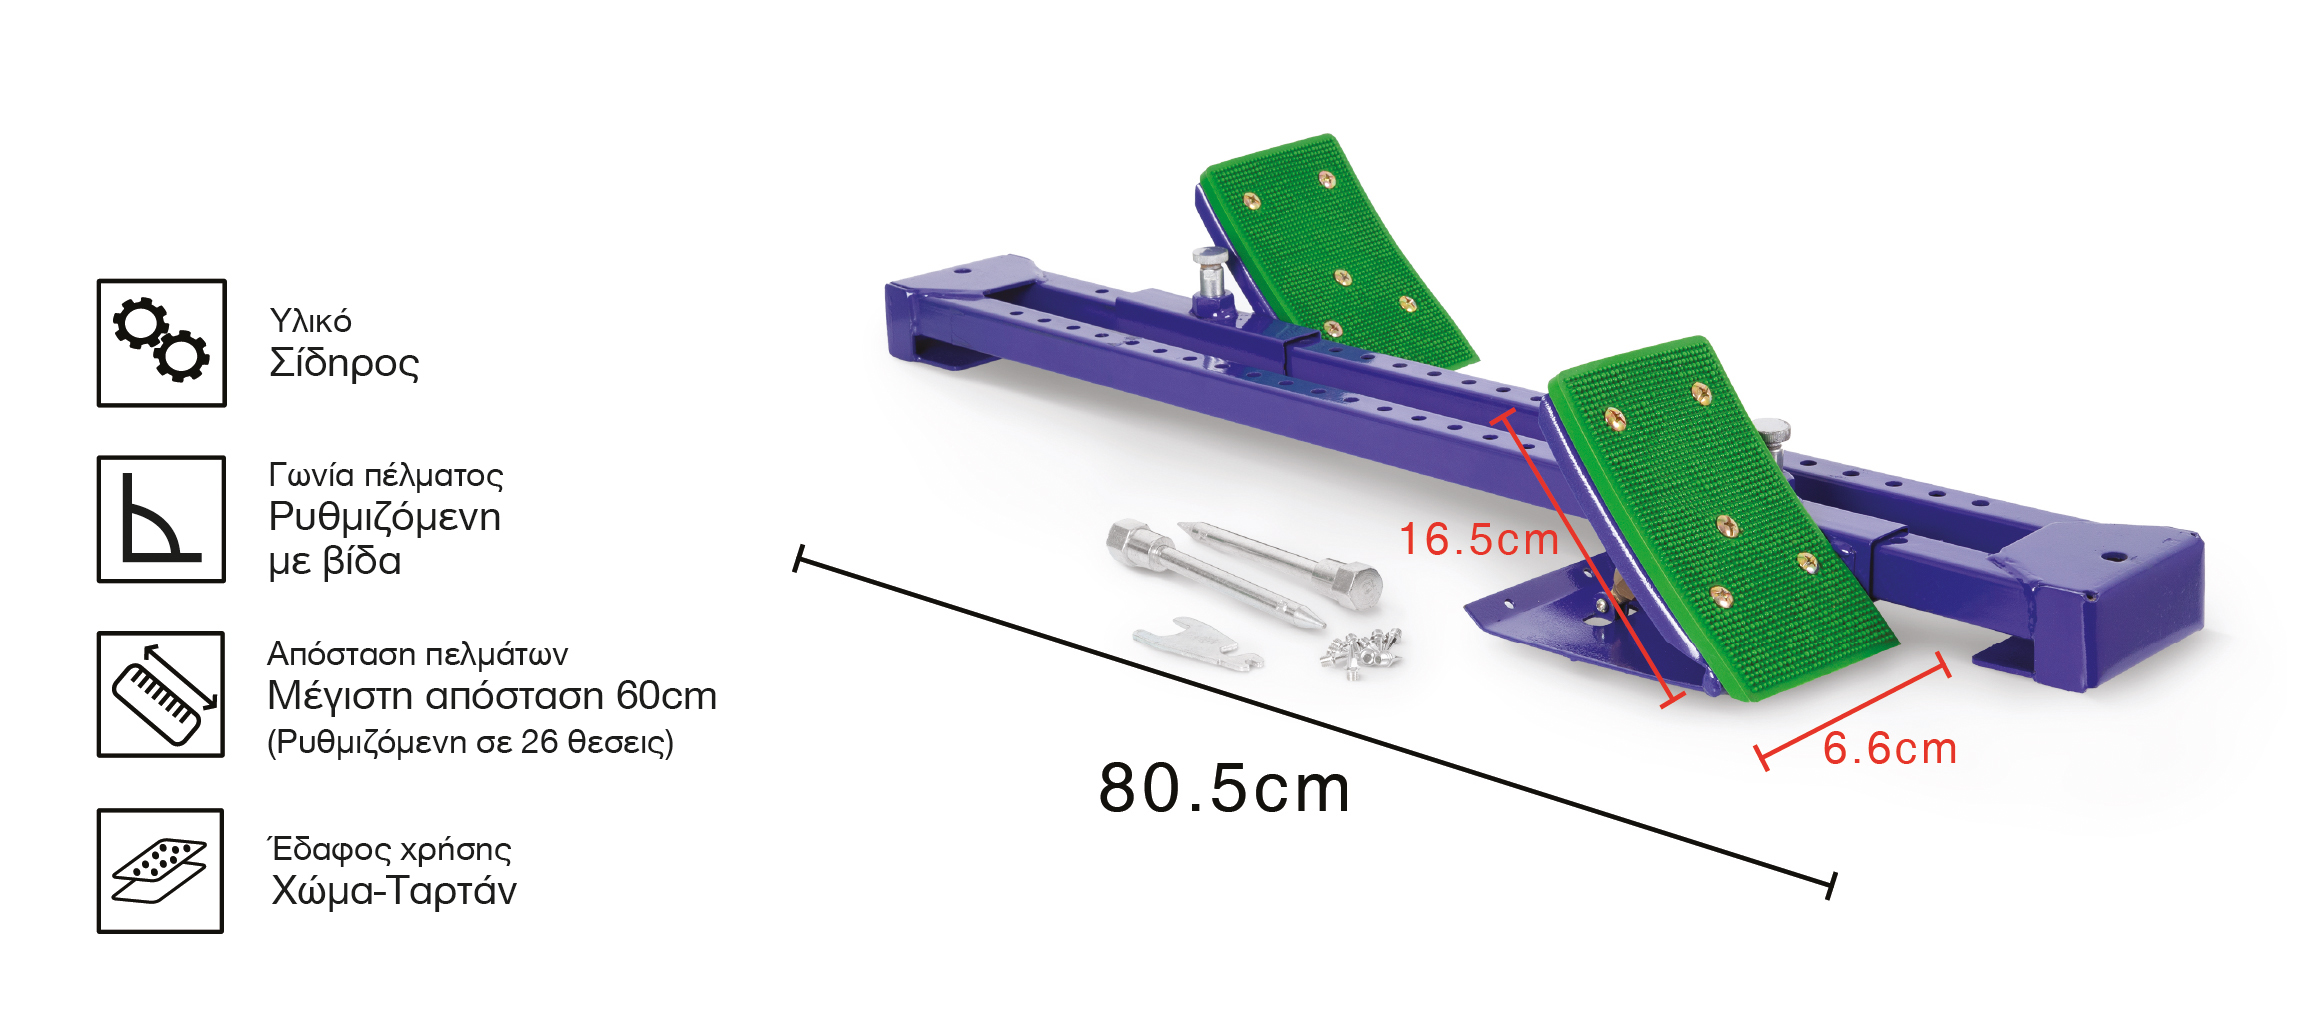 Υλικό
Σίδηρος
Γωνία πέλματος
Ρυθμιζόμενη
με βίδα
Απόσταση πελμάτων
Μέγιστη απόσταση 60cm
(Ρυθμιζόμενη σε 26 θεσεις)
Έδαφος χρήσης
Χώμα-Ταρτάν
16.5cm
6.6cm
80.5cm